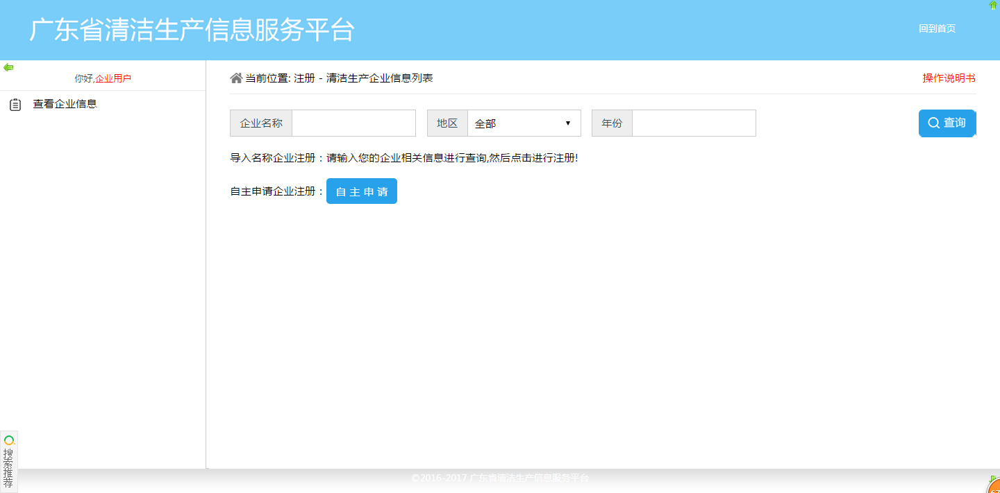 广东省清洁生产信息服务平台
回到首页
你好,企业用户
当前位置: 注册 - 清洁生产企业信息列表
操作说明书
查看企业信息
企业名称
地区 全部
年份
查询
导入名称企业注册：请输入您的企业相关信息进行查询,然后点击进行注册!
自主申请企业注册：自 主 申 请
搜索推荐
©2016-2017 广东省清洁生产信息服务平台